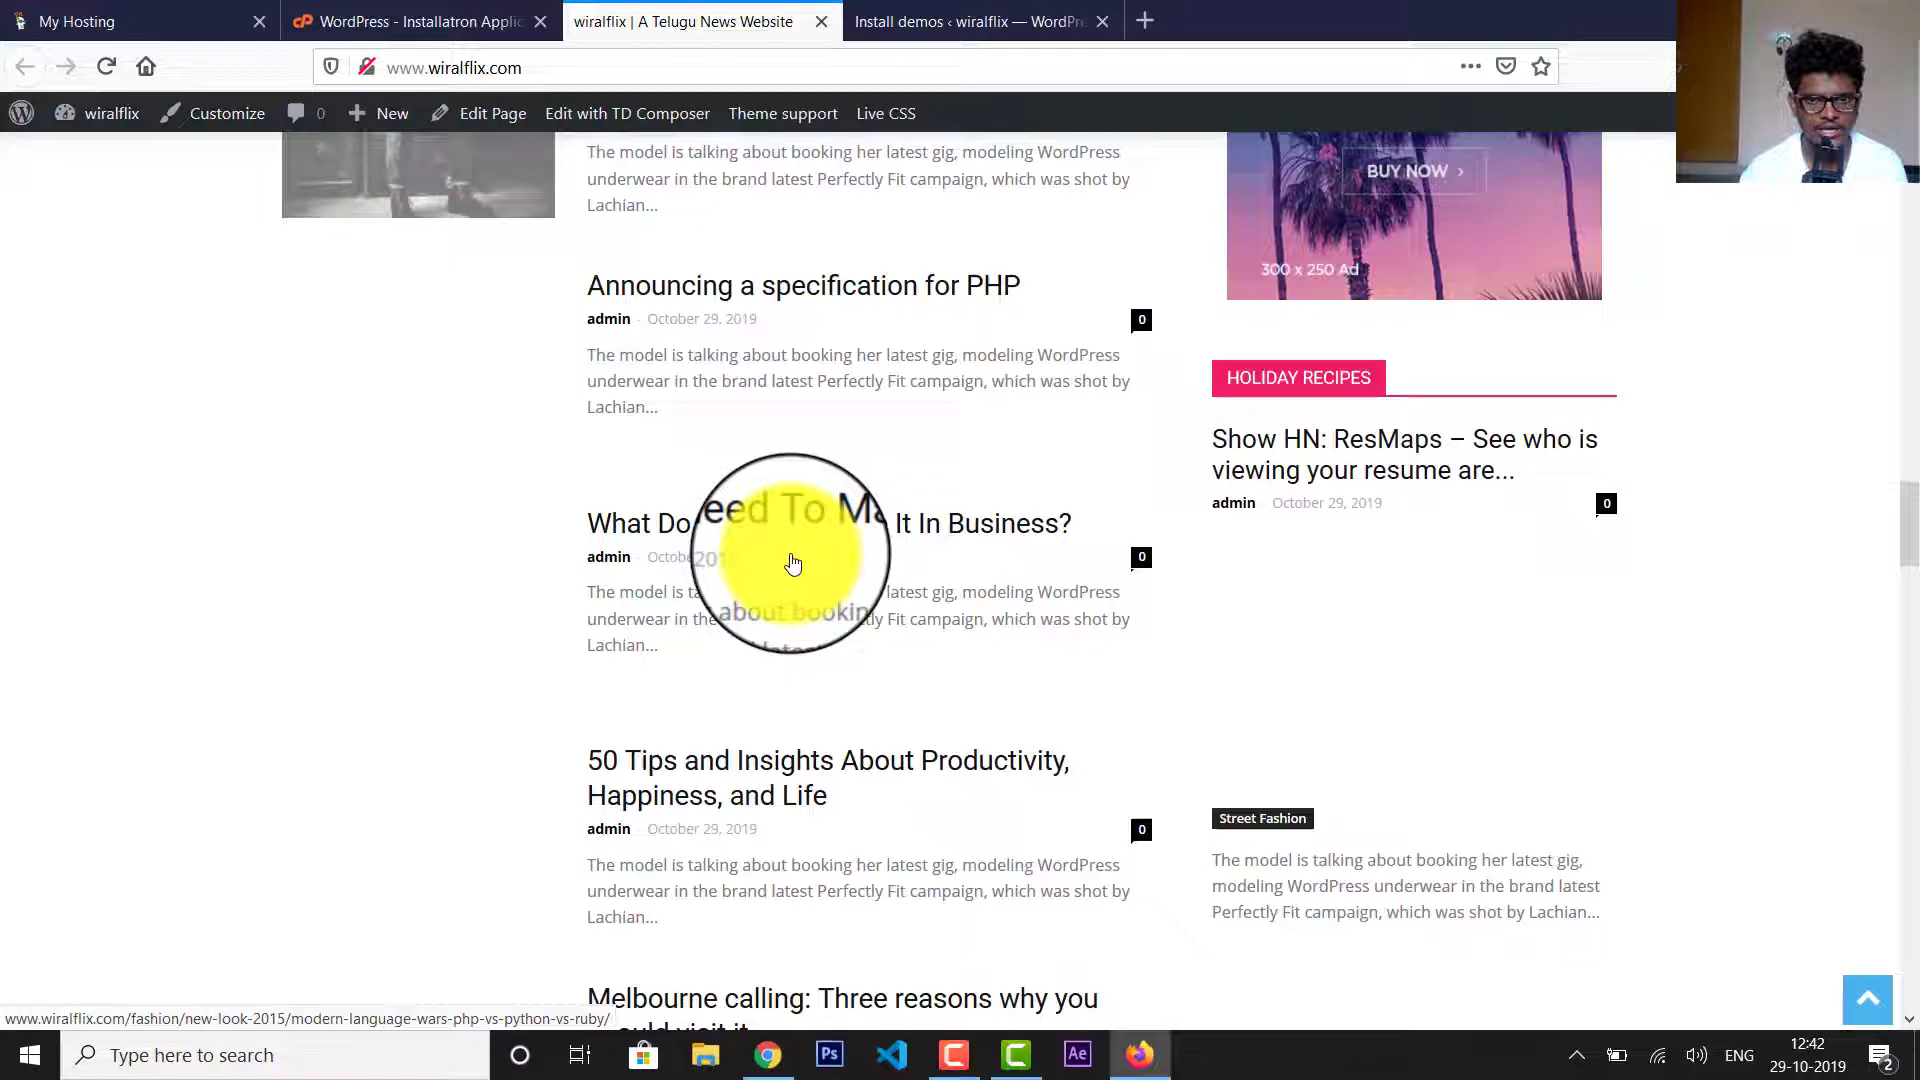 My Hosting
WordPress - Installatron Applic
wiralflix | A Telugu News Website
Install demos ‹ wiralflix — WordPre
www.wiralflix.com
wiralflix
Customize
0
New
Edit Page
Edit with TD Composer
Theme support
Live CSS
The model is talking about booking her latest gig, modeling WordPress
underwear in the brand latest Perfectly Fit campaign, which was shot by
Lachian...
BUY NOW ›
300 x 250 Ad
Announcing a specification for PHP
admin - October 29, 2019
0
The model is talking about booking her latest gig, modeling WordPress
underwear in the brand latest Perfectly Fit campaign, which was shot by
Lachian...
HOLIDAY RECIPES
Show HN: ResMaps – See who is
viewing your resume are...
admin - October 29, 2019
0
What Do eed To Ma It In Business?
admin - Octobe 201
0
The model is ta about bookin latest gig, modeling WordPress
underwear in the tly Fit campaign, which was shot by
Lachian...
50 Tips and Insights About Productivity,
Happiness, and Life
admin - October 29, 2019
0
The model is talking about booking her latest gig, modeling WordPress
underwear in the brand latest Perfectly Fit campaign, which was shot by
Lachian...
Street Fashion
The model is talking about booking her latest gig,
modeling WordPress underwear in the brand latest
Perfectly Fit campaign, which was shot by Lachian...
Melbourne calling: Three reasons why you
ould visit it
www.wiralflix.com/fashion/new-look-2015/modern-language-wars-php-vs-python-vs-ruby/
Type here to search
Ps
Ae
ENG
12:42
29-10-2019
2